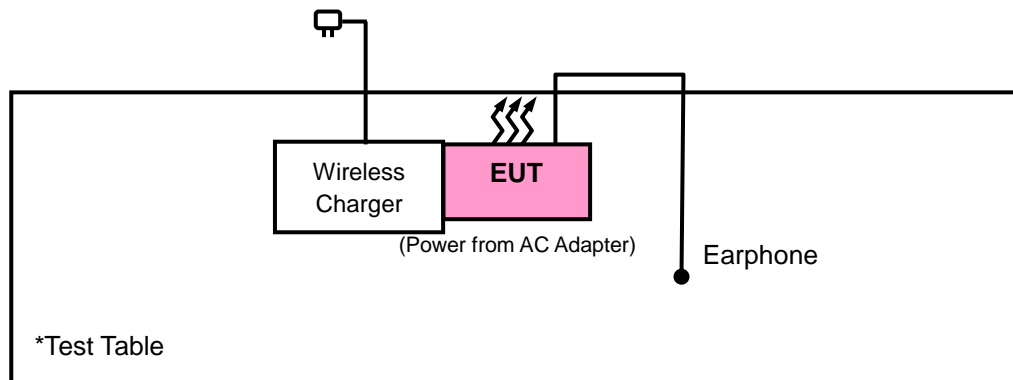 Wireless
Charger
EUT
(Power from AC Adapter)
Earphone
*Test Table